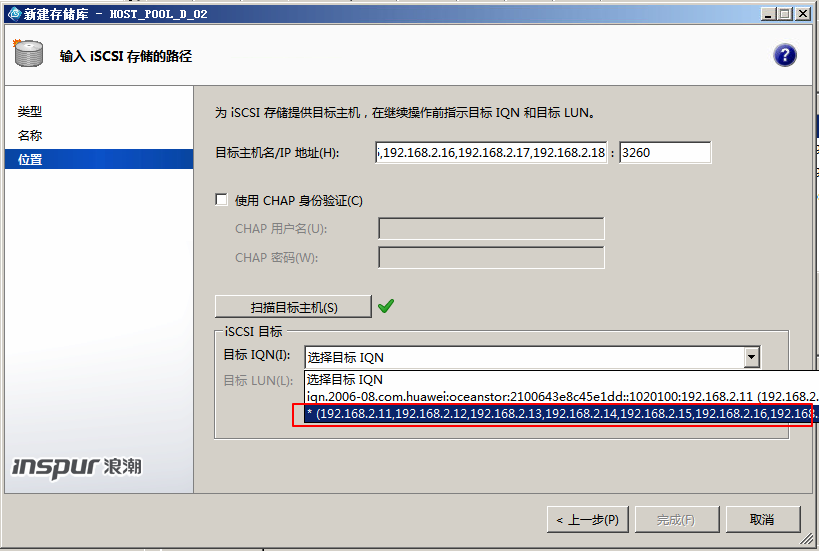 新建存储库 - HOST_POOL_D_02
输入 iSCSI 存储的路径
类型
名称
位置
为 iSCSI 存储提供目标主机，在继续操作前指示目标 IQN 和目标 LUN。
目标主机名/IP 地址(H): ,192.168.2.16,192.168.2.17,192.168.2.18 : 3260
使用 CHAP 身份验证(C)
CHAP 用户名(U):
CHAP 密码(W):
扫描目标主机(S)
iSCSI 目标
目标 IQN(I): 选择目标 IQN
选择目标 IQN
目标 LUN(L):
iqn.2006-08.com.huawei:oceanstor:2100643e8c45e1dd::1020100:192.168.2.11 (192.168.2.
* (192.168.2.11,192.168.2.12,192.168.2.13,192.168.2.14,192.168.2.15,192.168.2.16,192.168.
inspur 浪潮
< 上一步(P) 完成(F) 取消